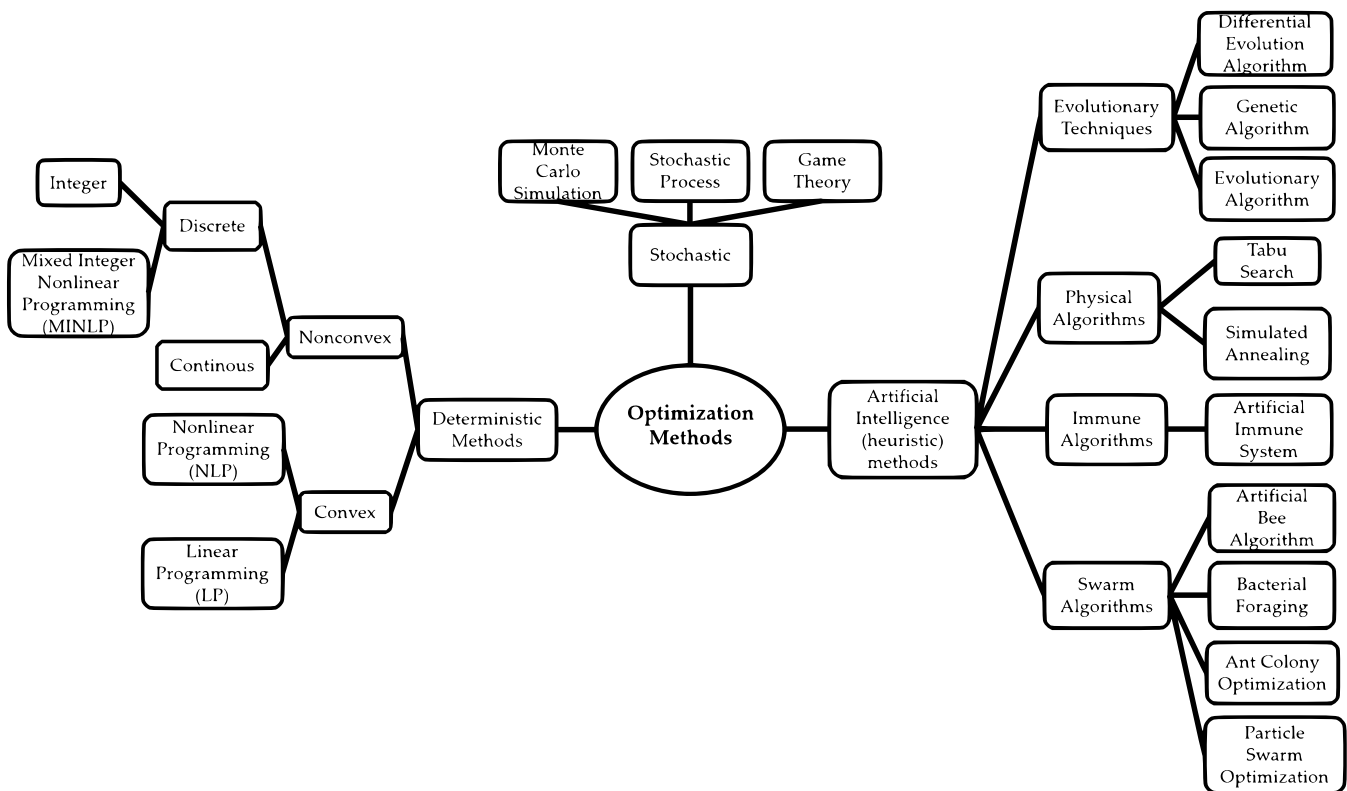 Differential
Evolution
Algorithm
Evolutionary
Techniques
Genetic
Algorithm
Evolutionary
Algorithm
Monte
Carlo
Simulation
Stochastic
Process
Game
Theory
Stochastic
Integer
Discrete
Mixed Integer
Nonlinear
Programming
(MINLP)
Nonconvex
Continous
Tabu
Search
Physical
Algorithms
Simulated
Annealing
Deterministic
Methods
Optimization
Methods
Artificial
Intelligence
(heuristic)
methods
Immune
Algorithms
Artificial
Immune
System
Nonlinear
Programming
(NLP)
Convex
Linear
Programming
(LP)
Artificial
Bee
Algorithm
Swarm
Algorithms
Bacterial
Foraging
Ant Colony
Optimization
Particle
Swarm
Optimization